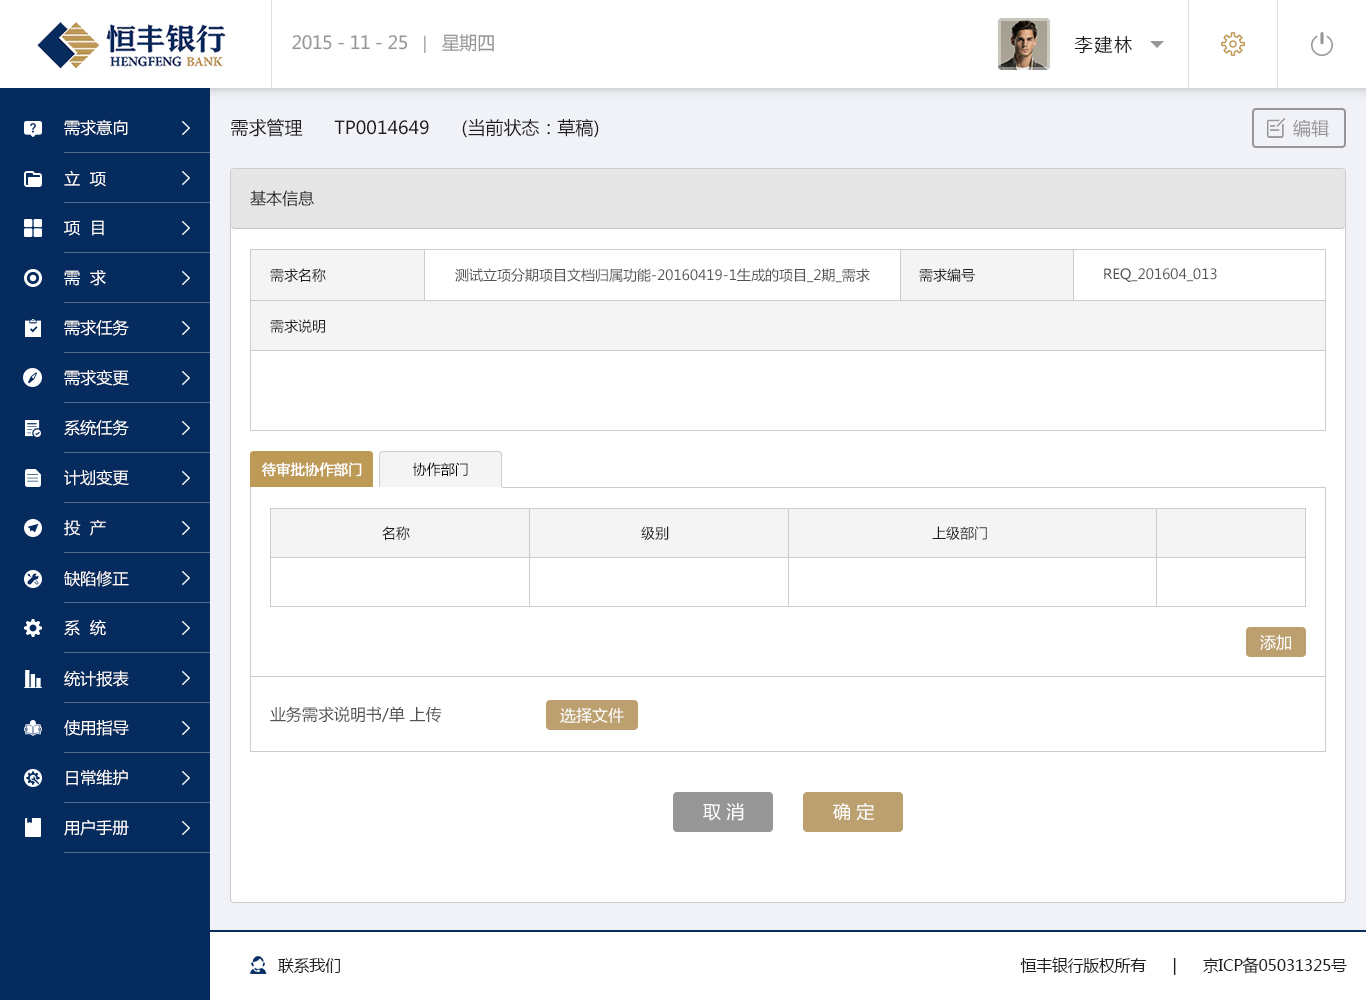 恒丰银行
HENGFENG BANK
2015 - 11 - 25 | 星期四
李建林
需求意向
立 项
项 目
需 求
需求任务
需求变更
系统任务
计划变更
投 产
缺陷修正
系 统
统计报表
使用指导
日常维护
用户手册
需求管理 TP0014649 (当前状态：草稿)
编辑
基本信息
需求名称 测试立项分期项目文档归属功能-20160419-1生成的项目_2期_需求 需求编号 REQ_201604_013
需求说明
待审批协作部门 协作部门
名称 级别 上级部门
添加
业务需求说明书/单 上传 选择文件
取 消 确 定
联系我们 恒丰银行版权所有 | 京ICP备05031325号